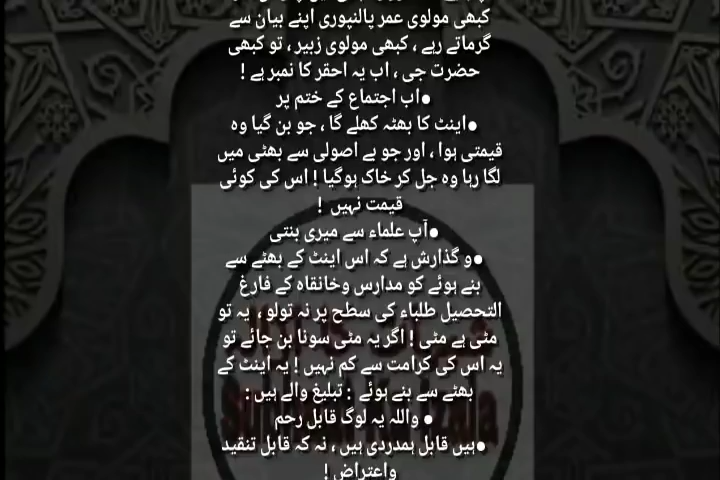 کبھی مولوی عمر پالنپوری اپنے بیان سے
گرماتے رہے ، کبھی مولوی زبیر ، تو کبھی
حضرت جی ، اب یہ احقر کا نمبر ہے !
●اب اجتماع کے ختم پر
●اینٹ کا بھٹہ کھلے گا ، جو بن گیا وہ
قیمتی ہوا ، اور جو بے اصولی سے بھٹی میں
لگا رہا وہ جل کر خاک ہوگیا ! اس کی کوئی
قیمت نہیں !
●آپ علماء سے میری بنتی
●و گذارش ہے کہ اس اینٹ کے بھٹے سے
بنے ہوئے کو مدارس وخانقاہ کے فارغ
التحصیل طلباء کی سطح پر نہ تولو ، یہ تو
مٹی ہے مٹی ! اگر یہ مٹی سونا بن جائے تو
یہ اس کی کرامت سے کم نہیں ! یہ اینٹ کے
بھٹے سے بنے ہوئے : تبلیغ والے ہیں :
● واللہ یہ لوگ قابل رحم
●ہیں قابل ہمدردی ہیں ، نہ کہ قابل تنقید
واعتراض !